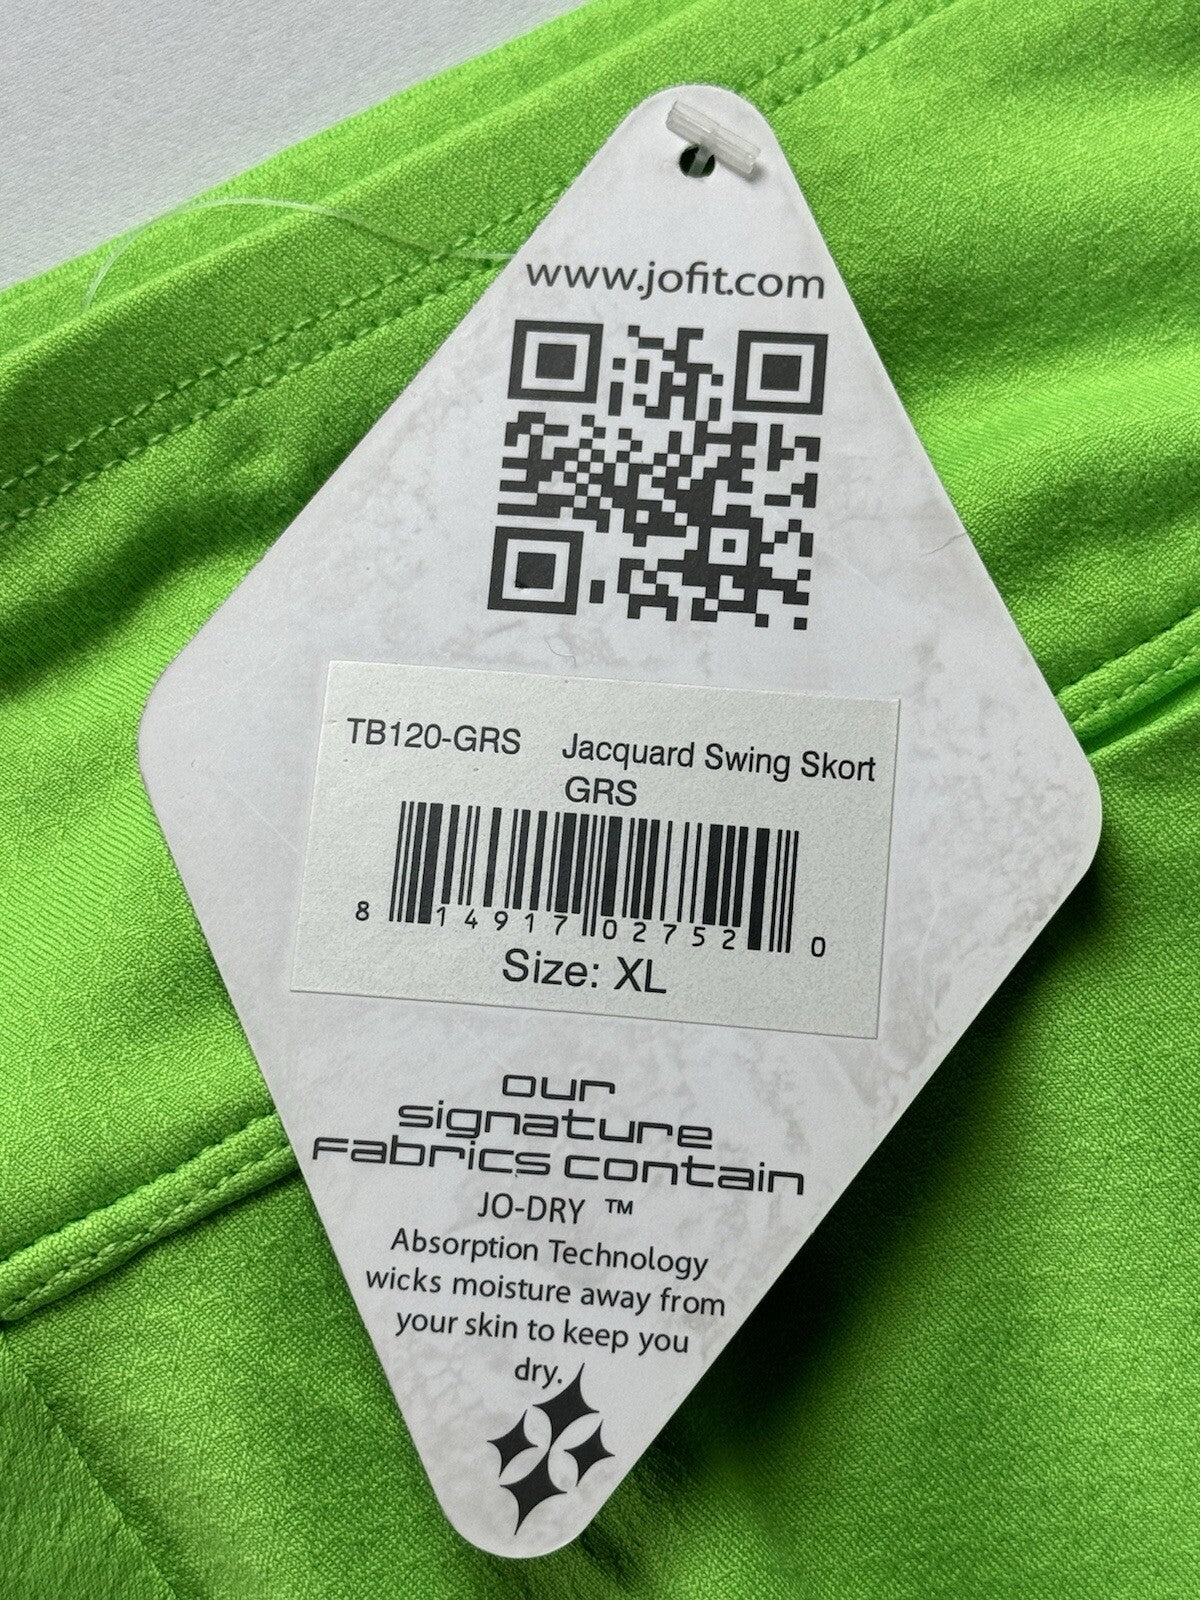 www.jofit.com
TB120-GRS Jacquard Swing Skort
GRS
8 14917 02752 0
Size: XL
our
signature
fabrics contain
JO-DRY ™
Absorption Technology
wicks moisture away from
your skin to keep you
dry.